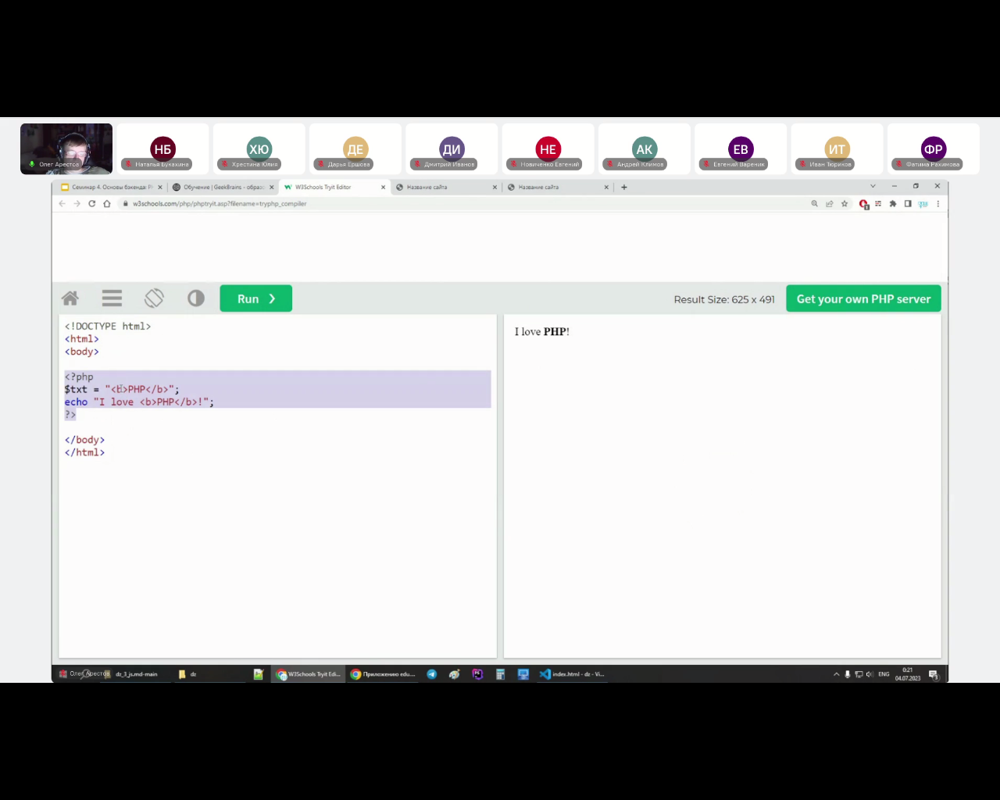 НБ
ХЮ
ДЕ
ДИ
НЕ
АК
ЕВ
ИТ
ФР
Олег Арестов
Наталья Букахина
Христина Юлия
Дарья Ершова
Дмитрий Иванов
Новиченко Евгений
Андрей Климов
Евгений Вареник
Иван Тюриков
Фатима Рахимова
Семинар 4. Основы бэкенда: PH
Обучение | GeekBrains - образо
W3Schools Tryit Editor
Название сайта
Название сайта
w3schools.com/php/phptryit.asp?filename=tryphp_compiler
Run
Result Size: 625 x 491
Get your own PHP server
<!DOCTYPE html>
<html>
<body>
<?php
$txt = "<b>PHP</b>";
echo "I love <b>PHP</b>!";
?>
</body>
</html>
I love PHP!
Олег Арестов
dz_3_js.md-main
dz
W3Schools Tryit Edi...
Приложению edu....
index.html - dz - Vi...
ENG
0:21
04.07.2023